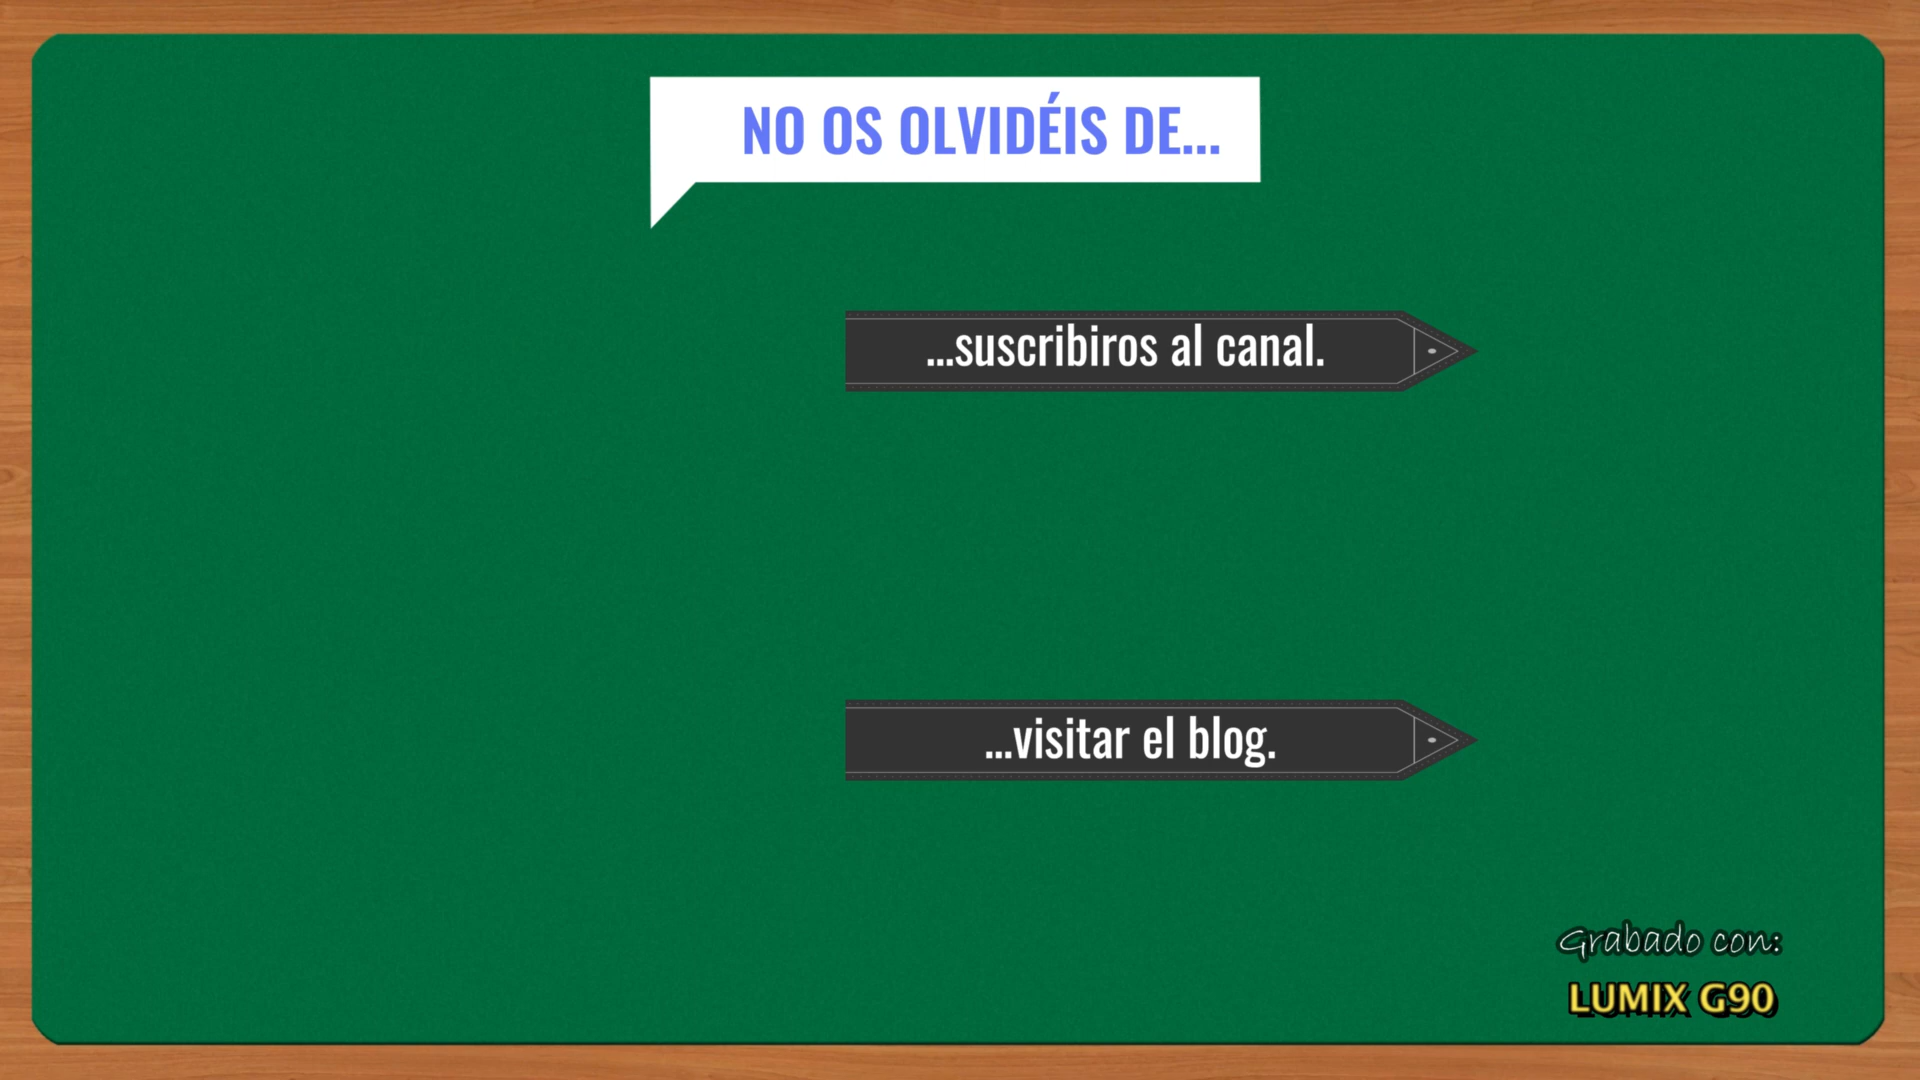 NO OS OLVIDÉIS DE...
...suscribiros al canal.
...visitar el blog.
Grabado con:
LUMIX G90